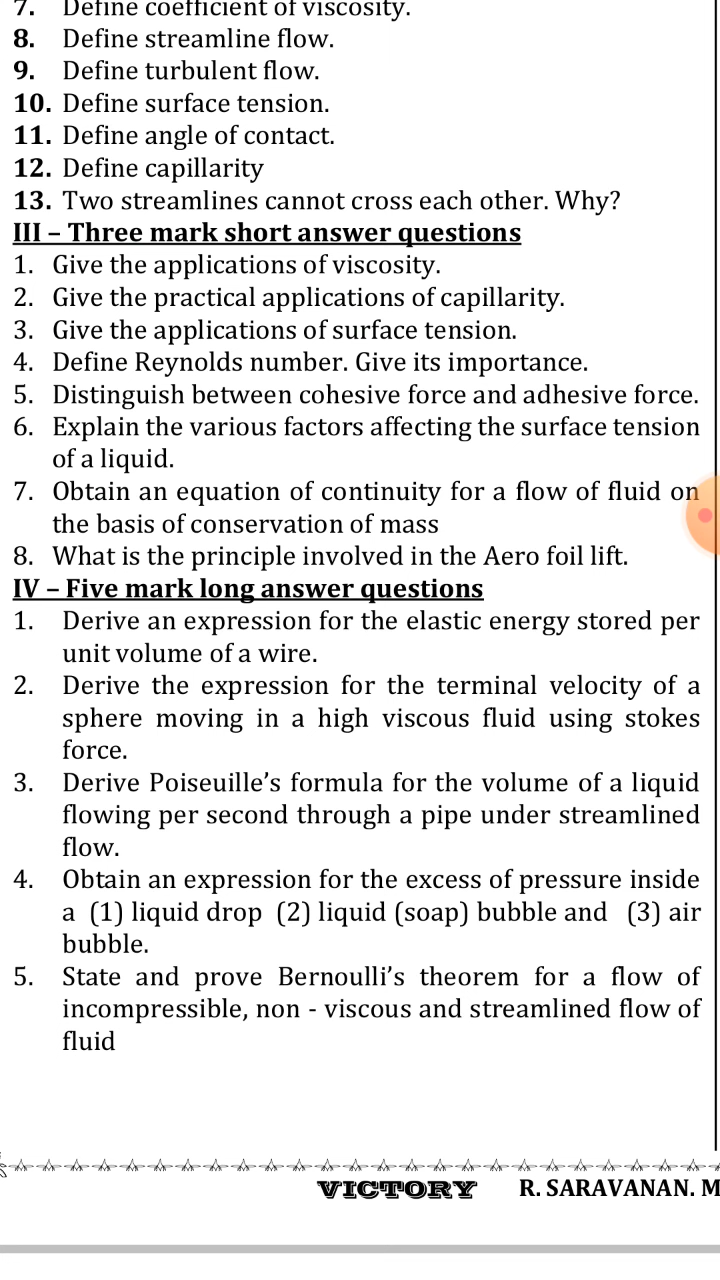 7. Define coefficient of viscosity.
8. Define streamline flow.
9. Define turbulent flow.
10. Define surface tension.
11. Define angle of contact.
12. Define capillarity
13. Two streamlines cannot cross each other. Why?
III – Three mark short answer questions
1. Give the applications of viscosity.
2. Give the practical applications of capillarity.
3. Give the applications of surface tension.
4. Define Reynolds number. Give its importance.
5. Distinguish between cohesive force and adhesive force.
6. Explain the various factors affecting the surface tension
of a liquid.
7. Obtain an equation of continuity for a flow of fluid on
the basis of conservation of mass
8. What is the principle involved in the Aero foil lift.
IV – Five mark long answer questions
1. Derive an expression for the elastic energy stored per
unit volume of a wire.
2. Derive the expression for the terminal velocity of a
sphere moving in a high viscous fluid using stokes
force.
3. Derive Poiseuille's formula for the volume of a liquid
flowing per second through a pipe under streamlined
flow.
4. Obtain an expression for the excess of pressure inside
a (1) liquid drop (2) liquid (soap) bubble and (3) air
bubble.
5. State and prove Bernoulli's theorem for a flow of
incompressible, non - viscous and streamlined flow of
fluid
VICTORY R. SARAVANAN. M